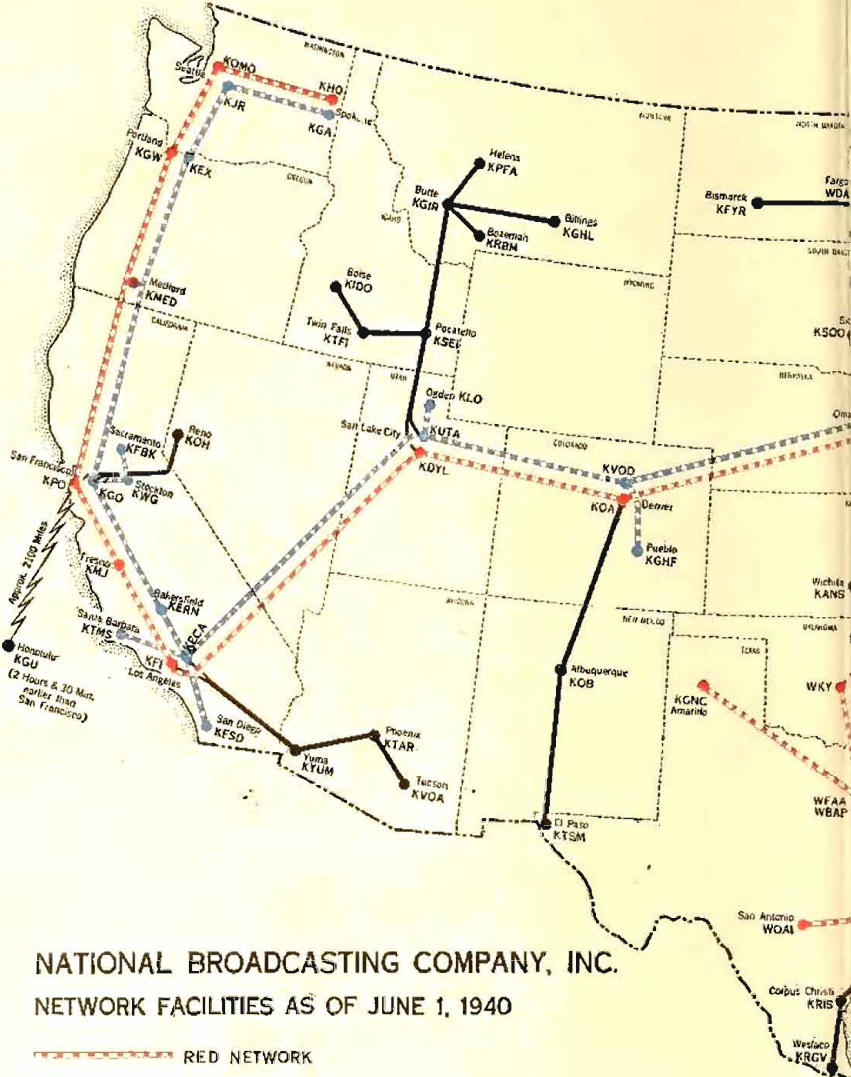 WASHINGTON
Seattle
KOMO
KHQ
KJR
Spokane
KGA
Portland
KGW
KEX
OREGON
MONTANA
NORTH DAKOTA
Helena
KPFA
Butte
KGIR
Billings
KGHL
Bozeman
KRBM
IDAHO
Bismarck
KFYR
Fargo
WDA
Boise
KIDO
Twin Falls
KTFI
Pocatello
KSEI
WYOMING
KSOO
Medford
KMED
CALIFORNIA
NEVADA
UTAH
NEBRASKA
Ogden KLO
Salt Lake City
KUTA
KDYL
COLORADO
KVOD
KOA
Denver
Oma
Pueblo
KGHF
Reno
KOH
Sacramento
KFBK
San Francisco
KPO
KGO
Stockton
KWG
Approx. 2100 Miles
Fresno
KMJ
Bakersfield
KERN
Santa Barbara
KTMS
KECA
KFI
Los Angeles
Honolulu
KGU
(2 Hours & 30 Min.
earlier than
San Francisco)
San Diego
KFSD
ARIZONA
Phoenix
KTAR
Yuma
KYUM
Tucson
KVOA
NEW MEXICO
Albuquerque
KOB
El Paso
KTSM
Wichita
KANS
OKLAHOMA
TEXAS
KGNC
Amarillo
WKY
WFAA
WBAP
San Antonio
WOAI
Corpus Christi
KRIS
Weslaco
KRGV
NATIONAL BROADCASTING COMPANY, INC.
NETWORK FACILITIES AS OF JUNE 1, 1940
RED NETWORK